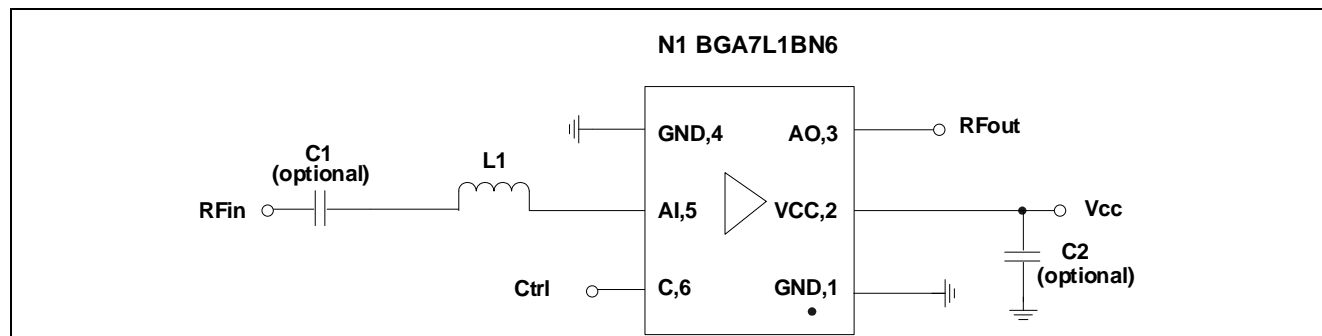 N1 BGA7L1BN6
GND,4
AO,3
RFout
C1
(optional)
L1
RFin
AI,5
VCC,2
Vcc
C2
(optional)
Ctrl
C,6
GND,1